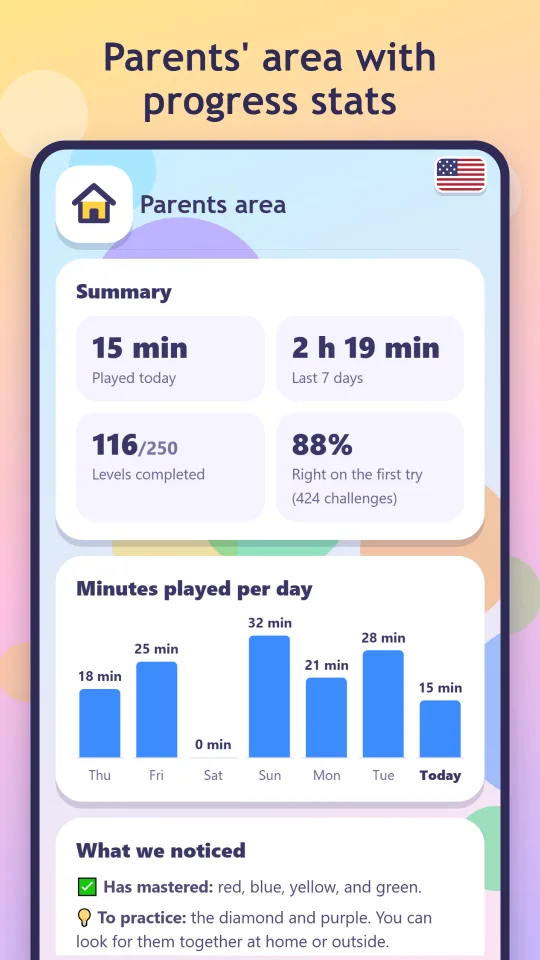 Parents' area with
progress stats
Parents area
Summary
15 min
Played today
2 h 19 min
Last 7 days
116/250
Levels completed
88%
Right on the first try
(424 challenges)
Minutes played per day
18 min
25 min
0 min
32 min
21 min
28 min
15 min
Thu
Fri
Sat
Sun
Mon
Tue
Today
What we noticed
✅ Has mastered: red, blue, yellow, and green.
💡 To practice: the diamond and purple. You can
look for them together at home or outside.